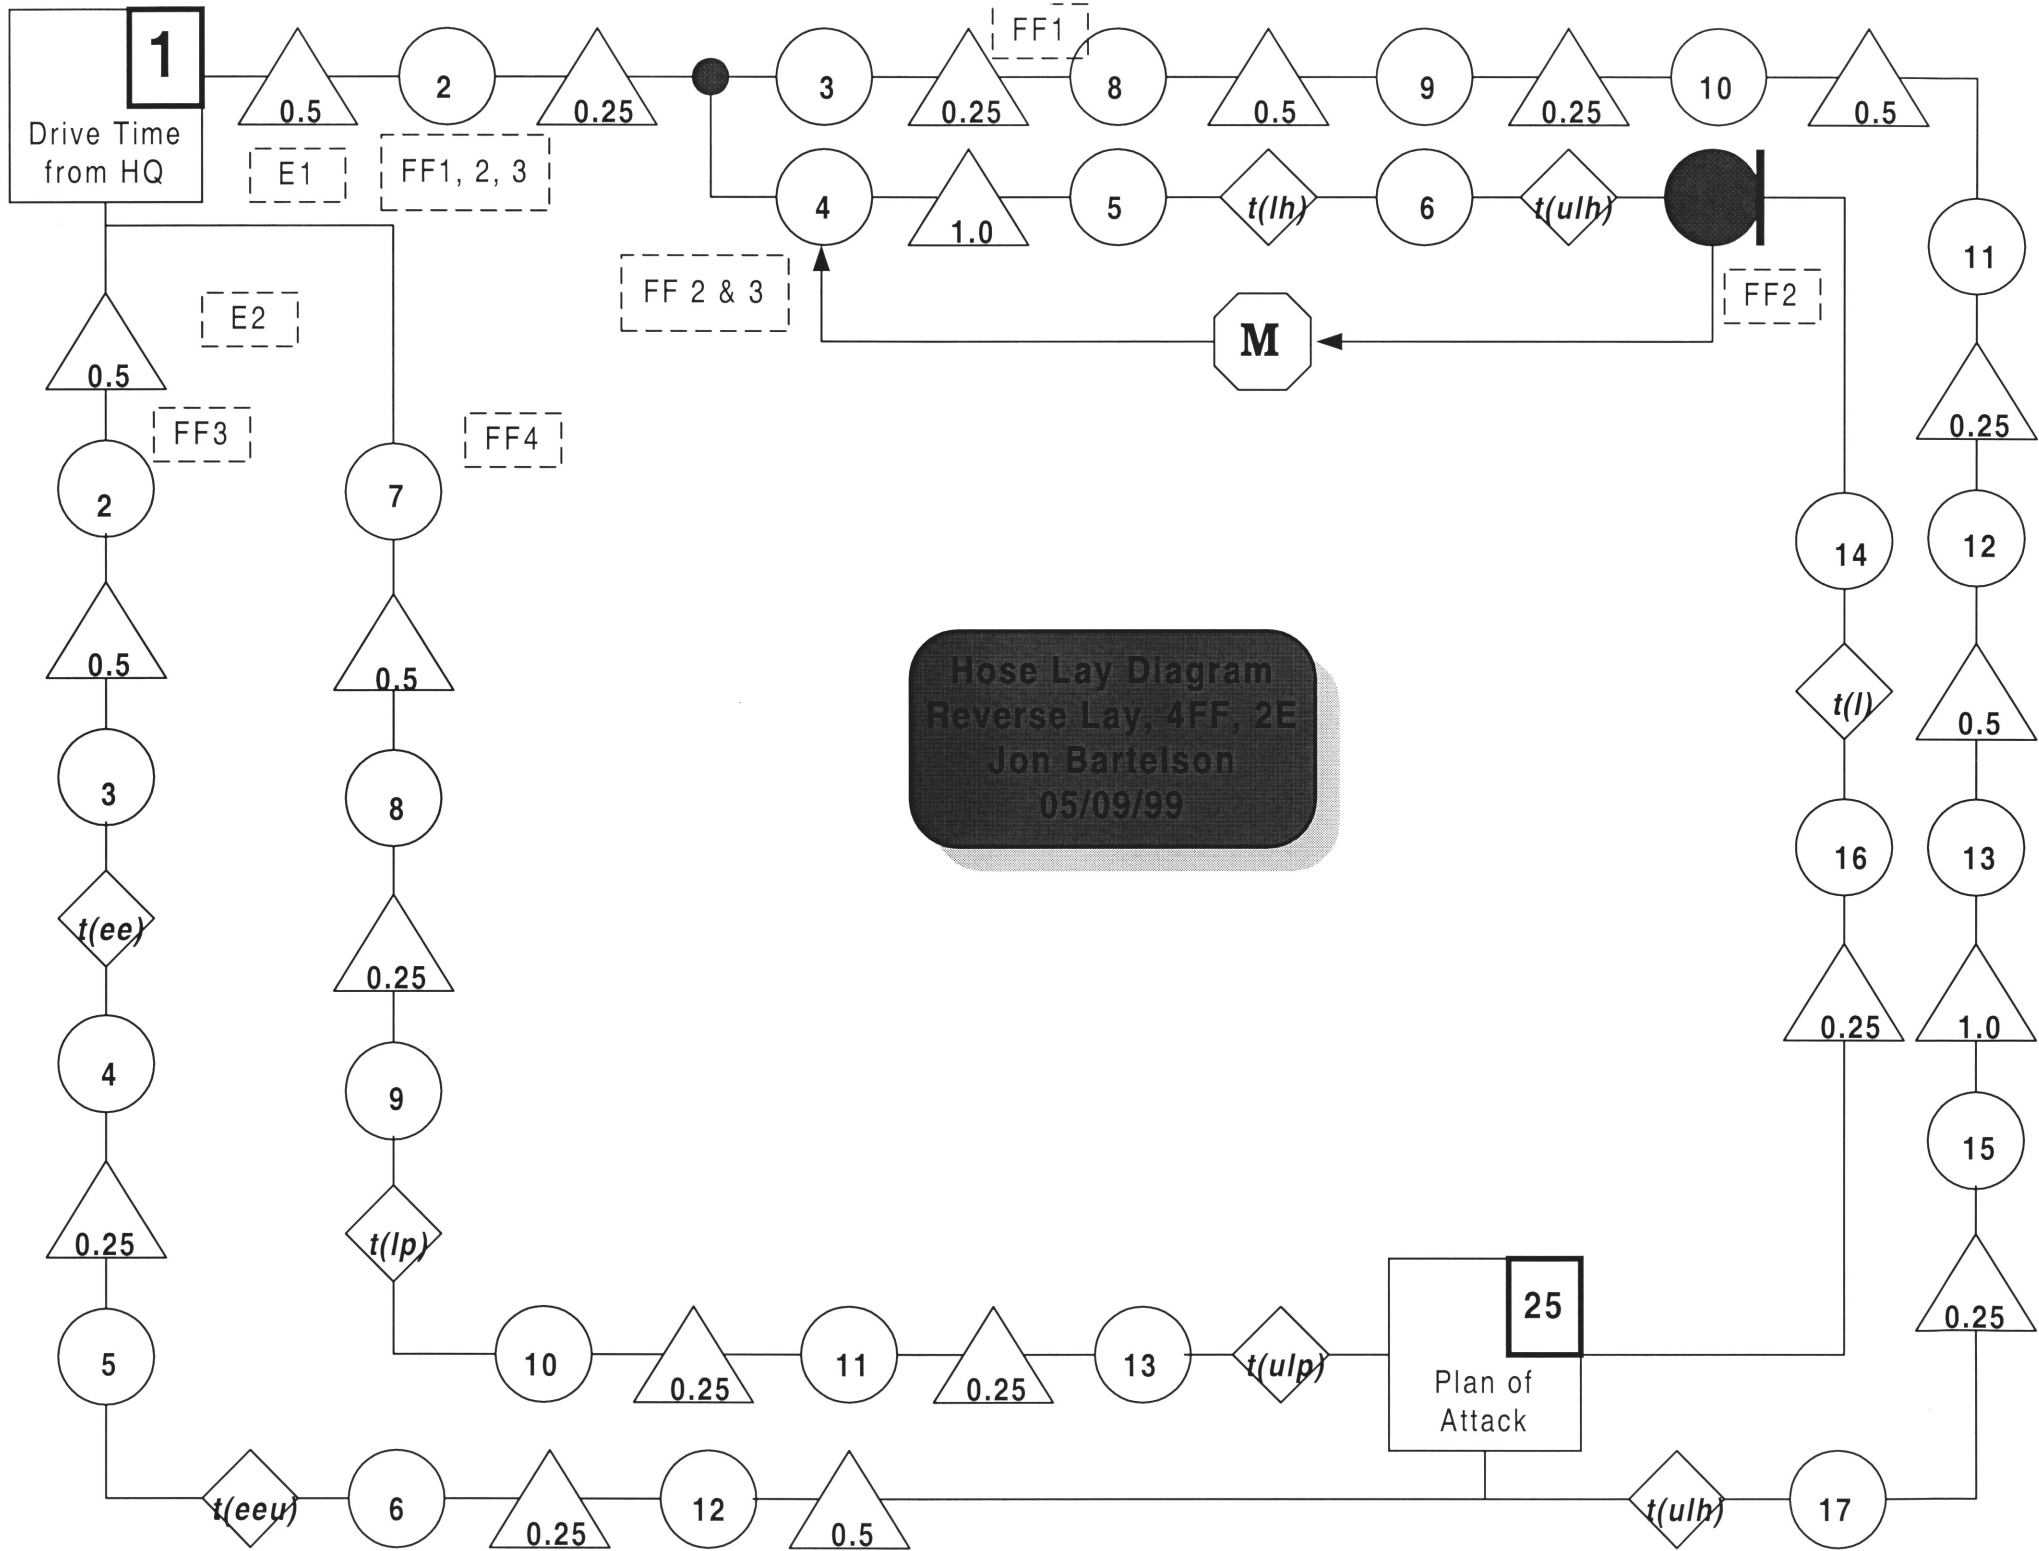 1
Drive Time
from HQ
0.5
E1
2
FF1, 2, 3
0.25
3
0.25
FF1
8
0.5
9
0.25
10
0.5
FF 2 & 3
4
1.0
5
t(lh)
6
t(ulh)
FF2
M
11
0.25
12
0.5
13
1.0
15
0.25
17
t(ulh)
14
t(l)
16
0.25
E2
0.5
FF3
2
0.5
3
t(ee)
4
0.25
5
t(eeu)
6
0.25
12
0.5
FF4
7
0.5
8
0.25
9
t(lp)
10
0.25
11
0.25
13
t(ulp)
25
Plan of
Attack
Hose Lay Diagram
Reverse Lay, 4FF, 2E
Jon Bartelson
05/09/99